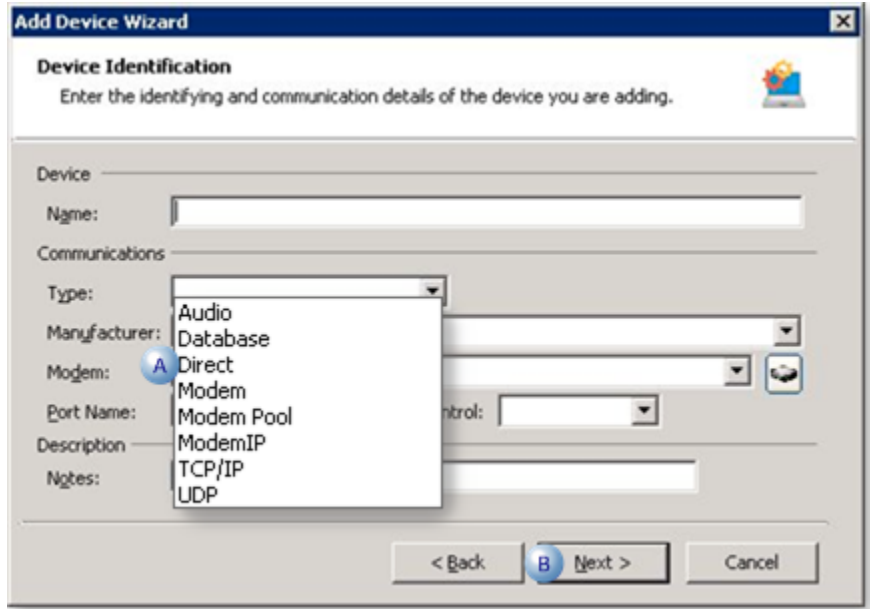 Add Device Wizard
Device Identification
Enter the identifying and communication details of the device you are adding.
Device
Name:
Communications
Type:
Audio
Manufacturer:
Database
A Direct
Modem:
Modem
Port Name:
Modem Pool
ntrol:
Description
ModemIP
Notes:
TCP/IP
UDP
< Back
B Next >
Cancel